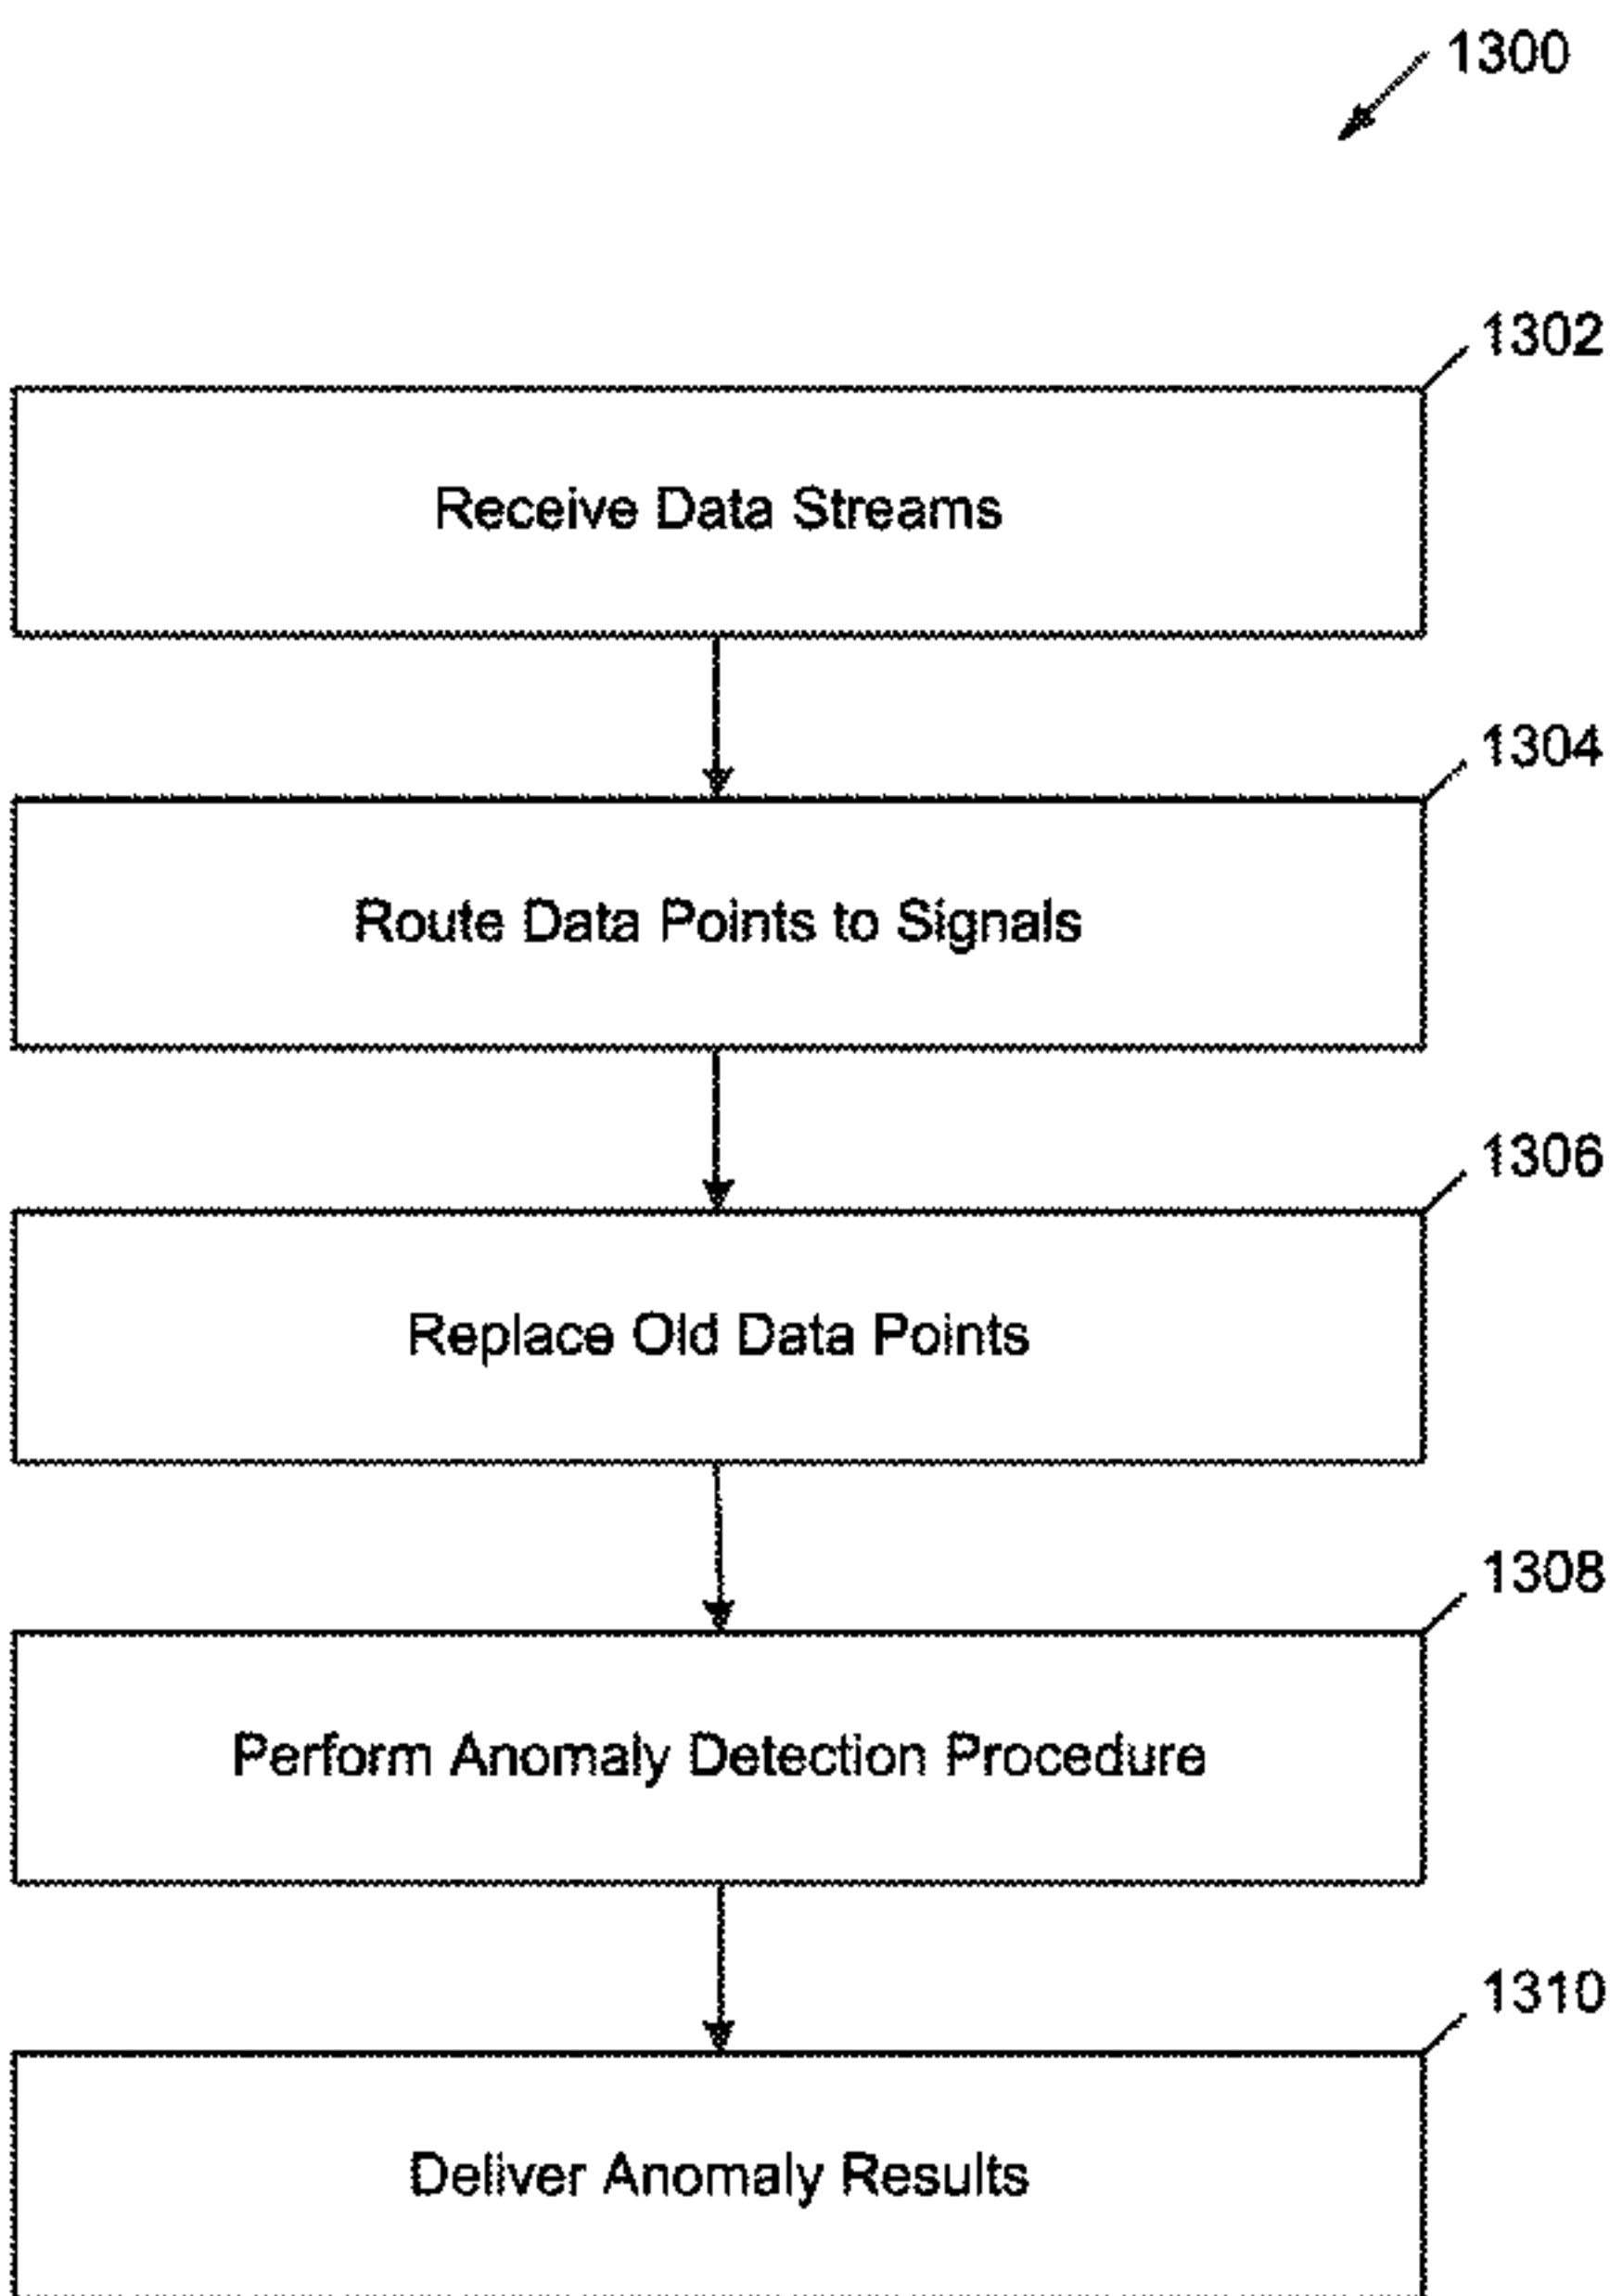 1300
1302
Receive Data Streams
1304
Route Data Points to Signals
1306
Replace Old Data Points
1308
Perform Anomaly Detection Procedure
1310
Deliver Anomaly Results